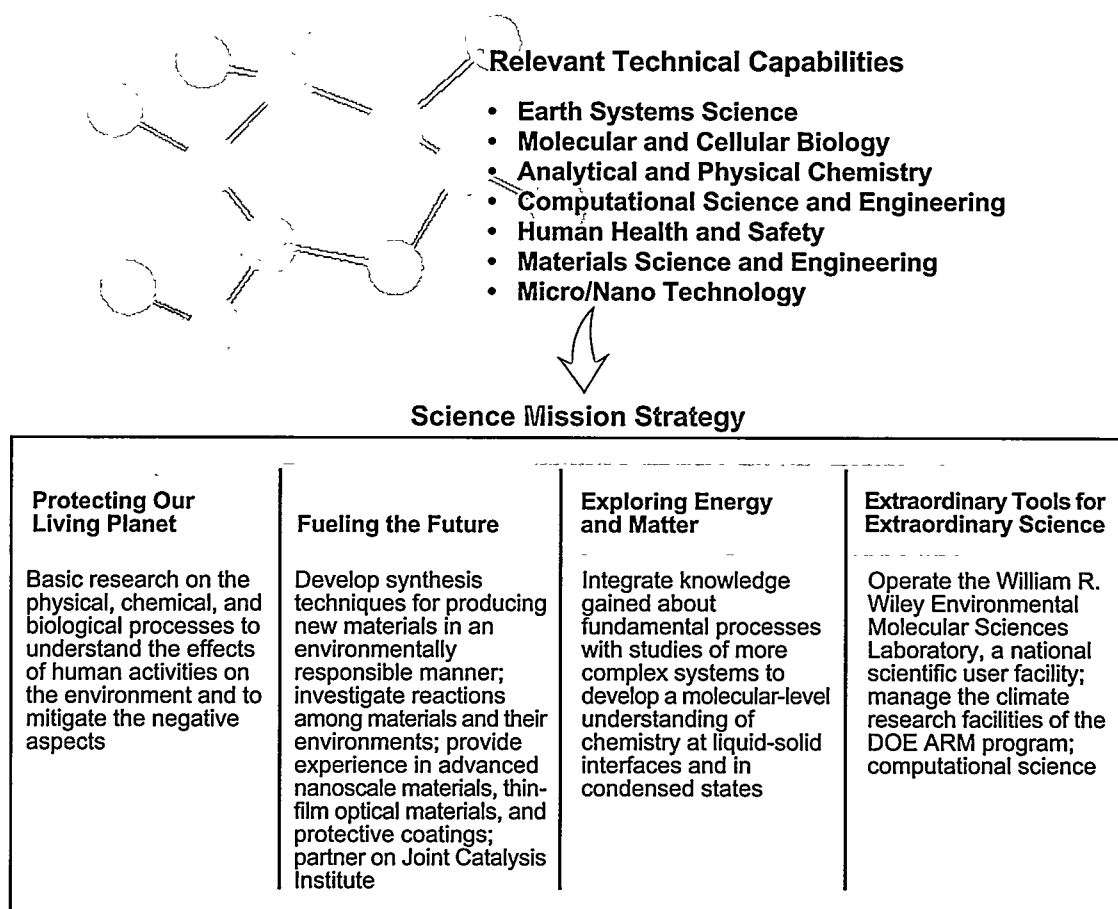 Relevant Technical Capabilities
• Earth Systems Science
• Molecular and Cellular Biology
• Analytical and Physical Chemistry
• Computational Science and Engineering
• Human Health and Safety
• Materials Science and Engineering
• Micro/Nano Technology
Science Mission Strategy
Protecting Our
Living Planet
Basic research on the
physical, chemical, and
biological processes to
understand the effects
of human activities on
the environment and to
mitigate the negative
aspects
Fueling the Future
Develop synthesis
techniques for producing
new materials in an
environmentally
responsible manner;
investigate reactions
among materials and their
environments; provide
experience in advanced
nanoscale materials, thin-
film optical materials, and
protective coatings;
partner on Joint Catalysis
Institute
Exploring Energy
and Matter
Integrate knowledge
gained about
fundamental processes
with studies of more
complex systems to
develop a molecular-level
understanding of
chemistry at liquid-solid
interfaces and in
condensed states
Extraordinary Tools for
Extraordinary Science
Operate the William R.
Wiley Environmental
Molecular Sciences
Laboratory, a national
scientific user facility;
manage the climate
research facilities of the
DOE ARM program;
computational science